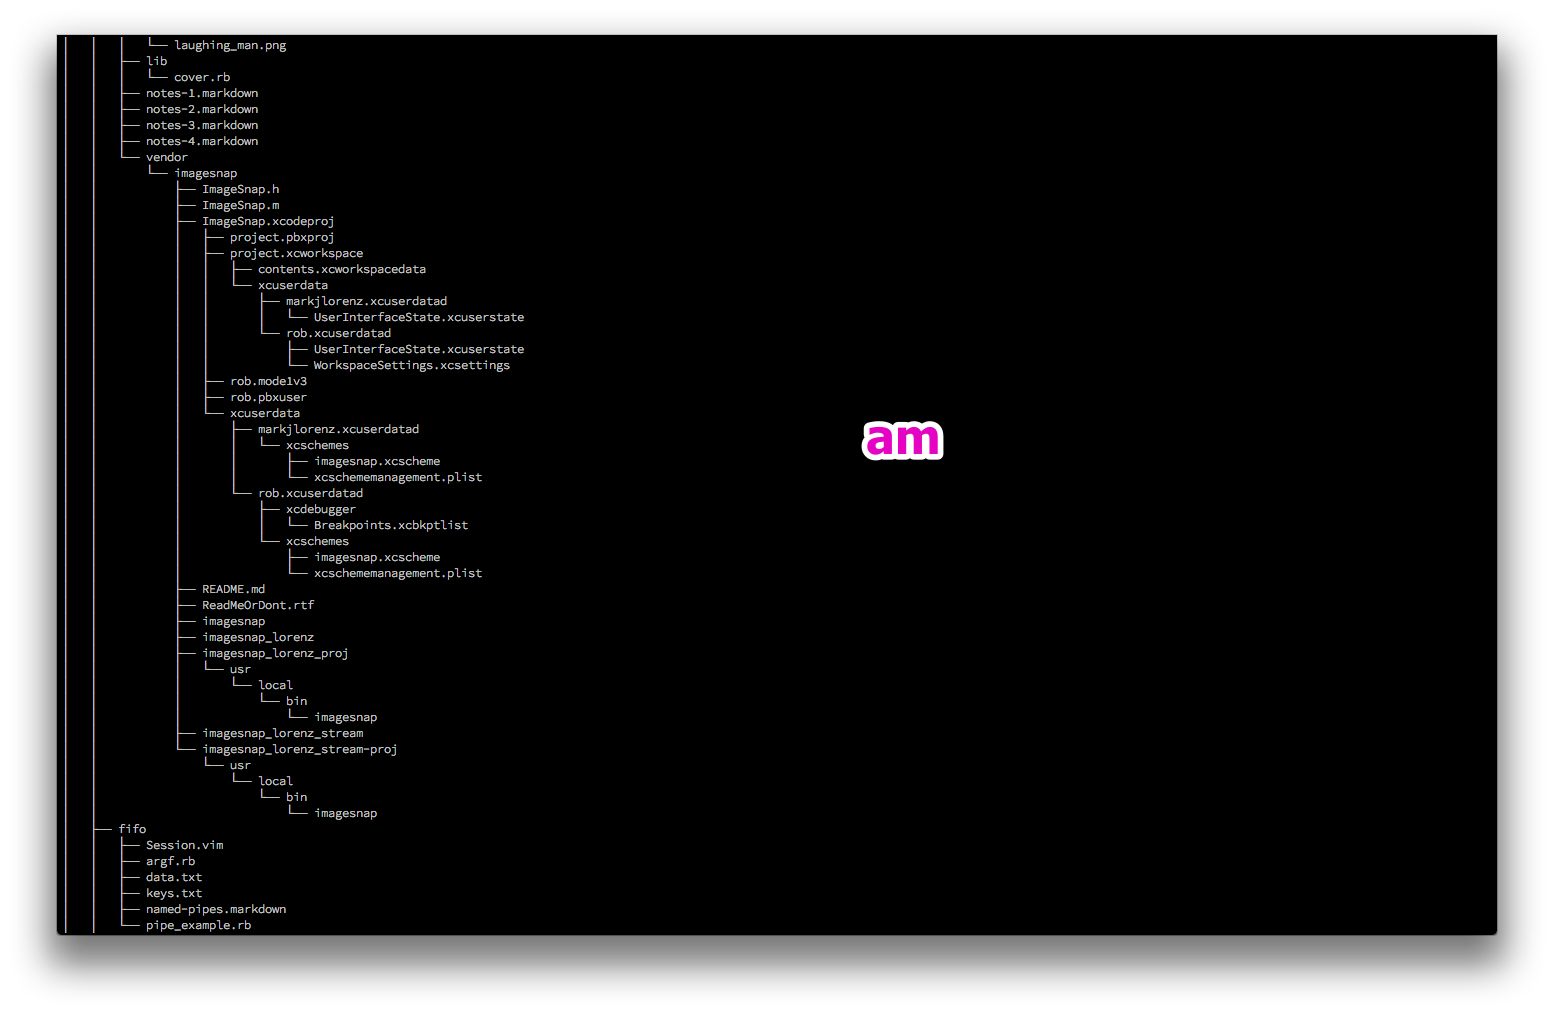 │   │   │   └── laughing_man.png
│   │   ├── lib
│   │   │   └── cover.rb
│   │   ├── notes-1.markdown
│   │   ├── notes-2.markdown
│   │   ├── notes-3.markdown
│   │   ├── notes-4.markdown
│   │   └── vendor
│   │       └── imagesnap
│   │           ├── ImageSnap.h
│   │           ├── ImageSnap.m
│   │           ├── ImageSnap.xcodeproj
│   │           │   ├── project.pbxproj
│   │           │   ├── project.xcworkspace
│   │           │   │   ├── contents.xcworkspacedata
│   │           │   │   └── xcuserdata
│   │           │   │       ├── markjlorenz.xcuserdatad
│   │           │   │       │   └── UserInterfaceState.xcuserstate
│   │           │   │       └── rob.xcuserdatad
│   │           │   │           ├── UserInterfaceState.xcuserstate
│   │           │   │           └── WorkspaceSettings.xcsettings
│   │           │   ├── rob.mode1v3
│   │           │   ├── rob.pbxuser
│   │           │   └── xcuserdata
│   │           │       ├── markjlorenz.xcuserdatad
am
│   │           │       │   └── xcschemes
│   │           │       │       ├── imagesnap.xcscheme
│   │           │       │       └── xcschememanagement.plist
│   │           │       └── rob.xcuserdatad
│   │           │           ├── xcdebugger
│   │           │           │   └── Breakpoints.xcbkptlist
│   │           │           └── xcschemes
│   │           │               ├── imagesnap.xcscheme
│   │           │               └── xcschememanagement.plist
│   │           ├── README.md
│   │           ├── ReadMeOrDont.rtf
│   │           ├── imagesnap
│   │           ├── imagesnap_lorenz
│   │           ├── imagesnap_lorenz_proj
│   │           │   └── usr
│   │           │       └── local
│   │           │           └── bin
│   │           │               └── imagesnap
│   │           ├── imagesnap_lorenz_stream
│   │           └── imagesnap_lorenz_stream-proj
│   │               └── usr
│   │                   └── local
│   │                       └── bin
│   │                           └── imagesnap
│   ├── fifo
│   │   ├── Session.vim
│   │   ├── argf.rb
│   │   ├── data.txt
│   │   ├── keys.txt
│   │   ├── named-pipes.markdown
│   │   └── pipe_example.rb